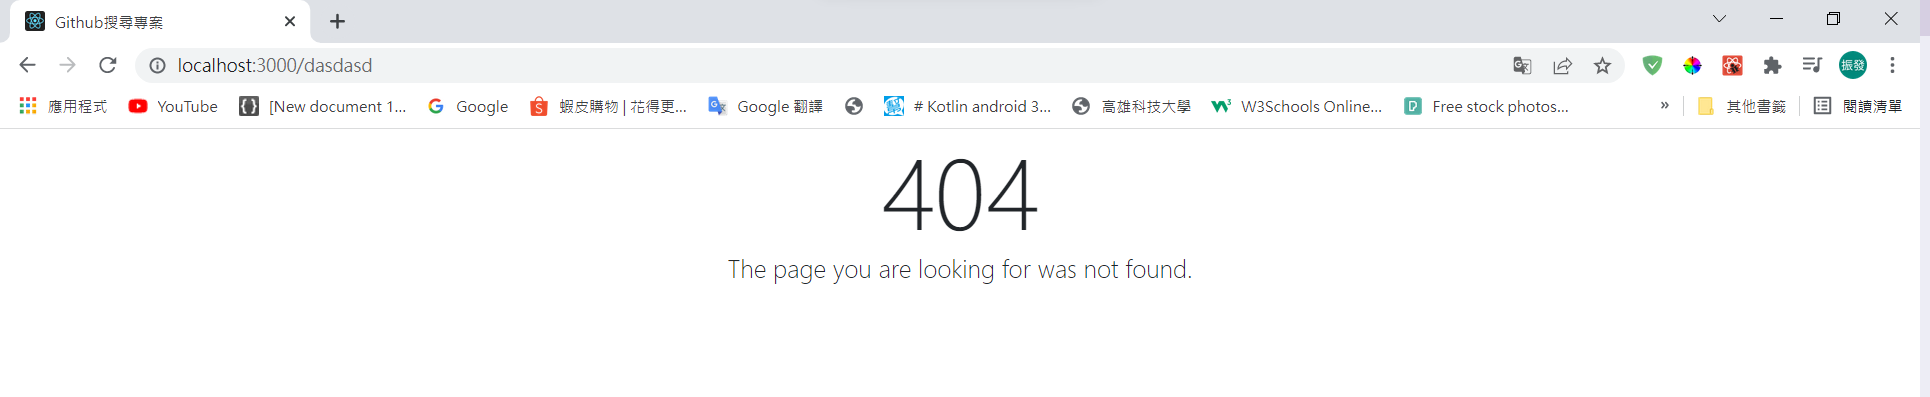 Github搜尋專案
localhost:3000/dasdasd
振發
應用程式 YouTube [New document 1... Google 蝦皮購物 | 花得更... Google 翻譯 # Kotlin android 3... 高雄科技大學 W3Schools Online... Free stock photos... » 其他書籤 閱讀清單
404
The page you are looking for was not found.